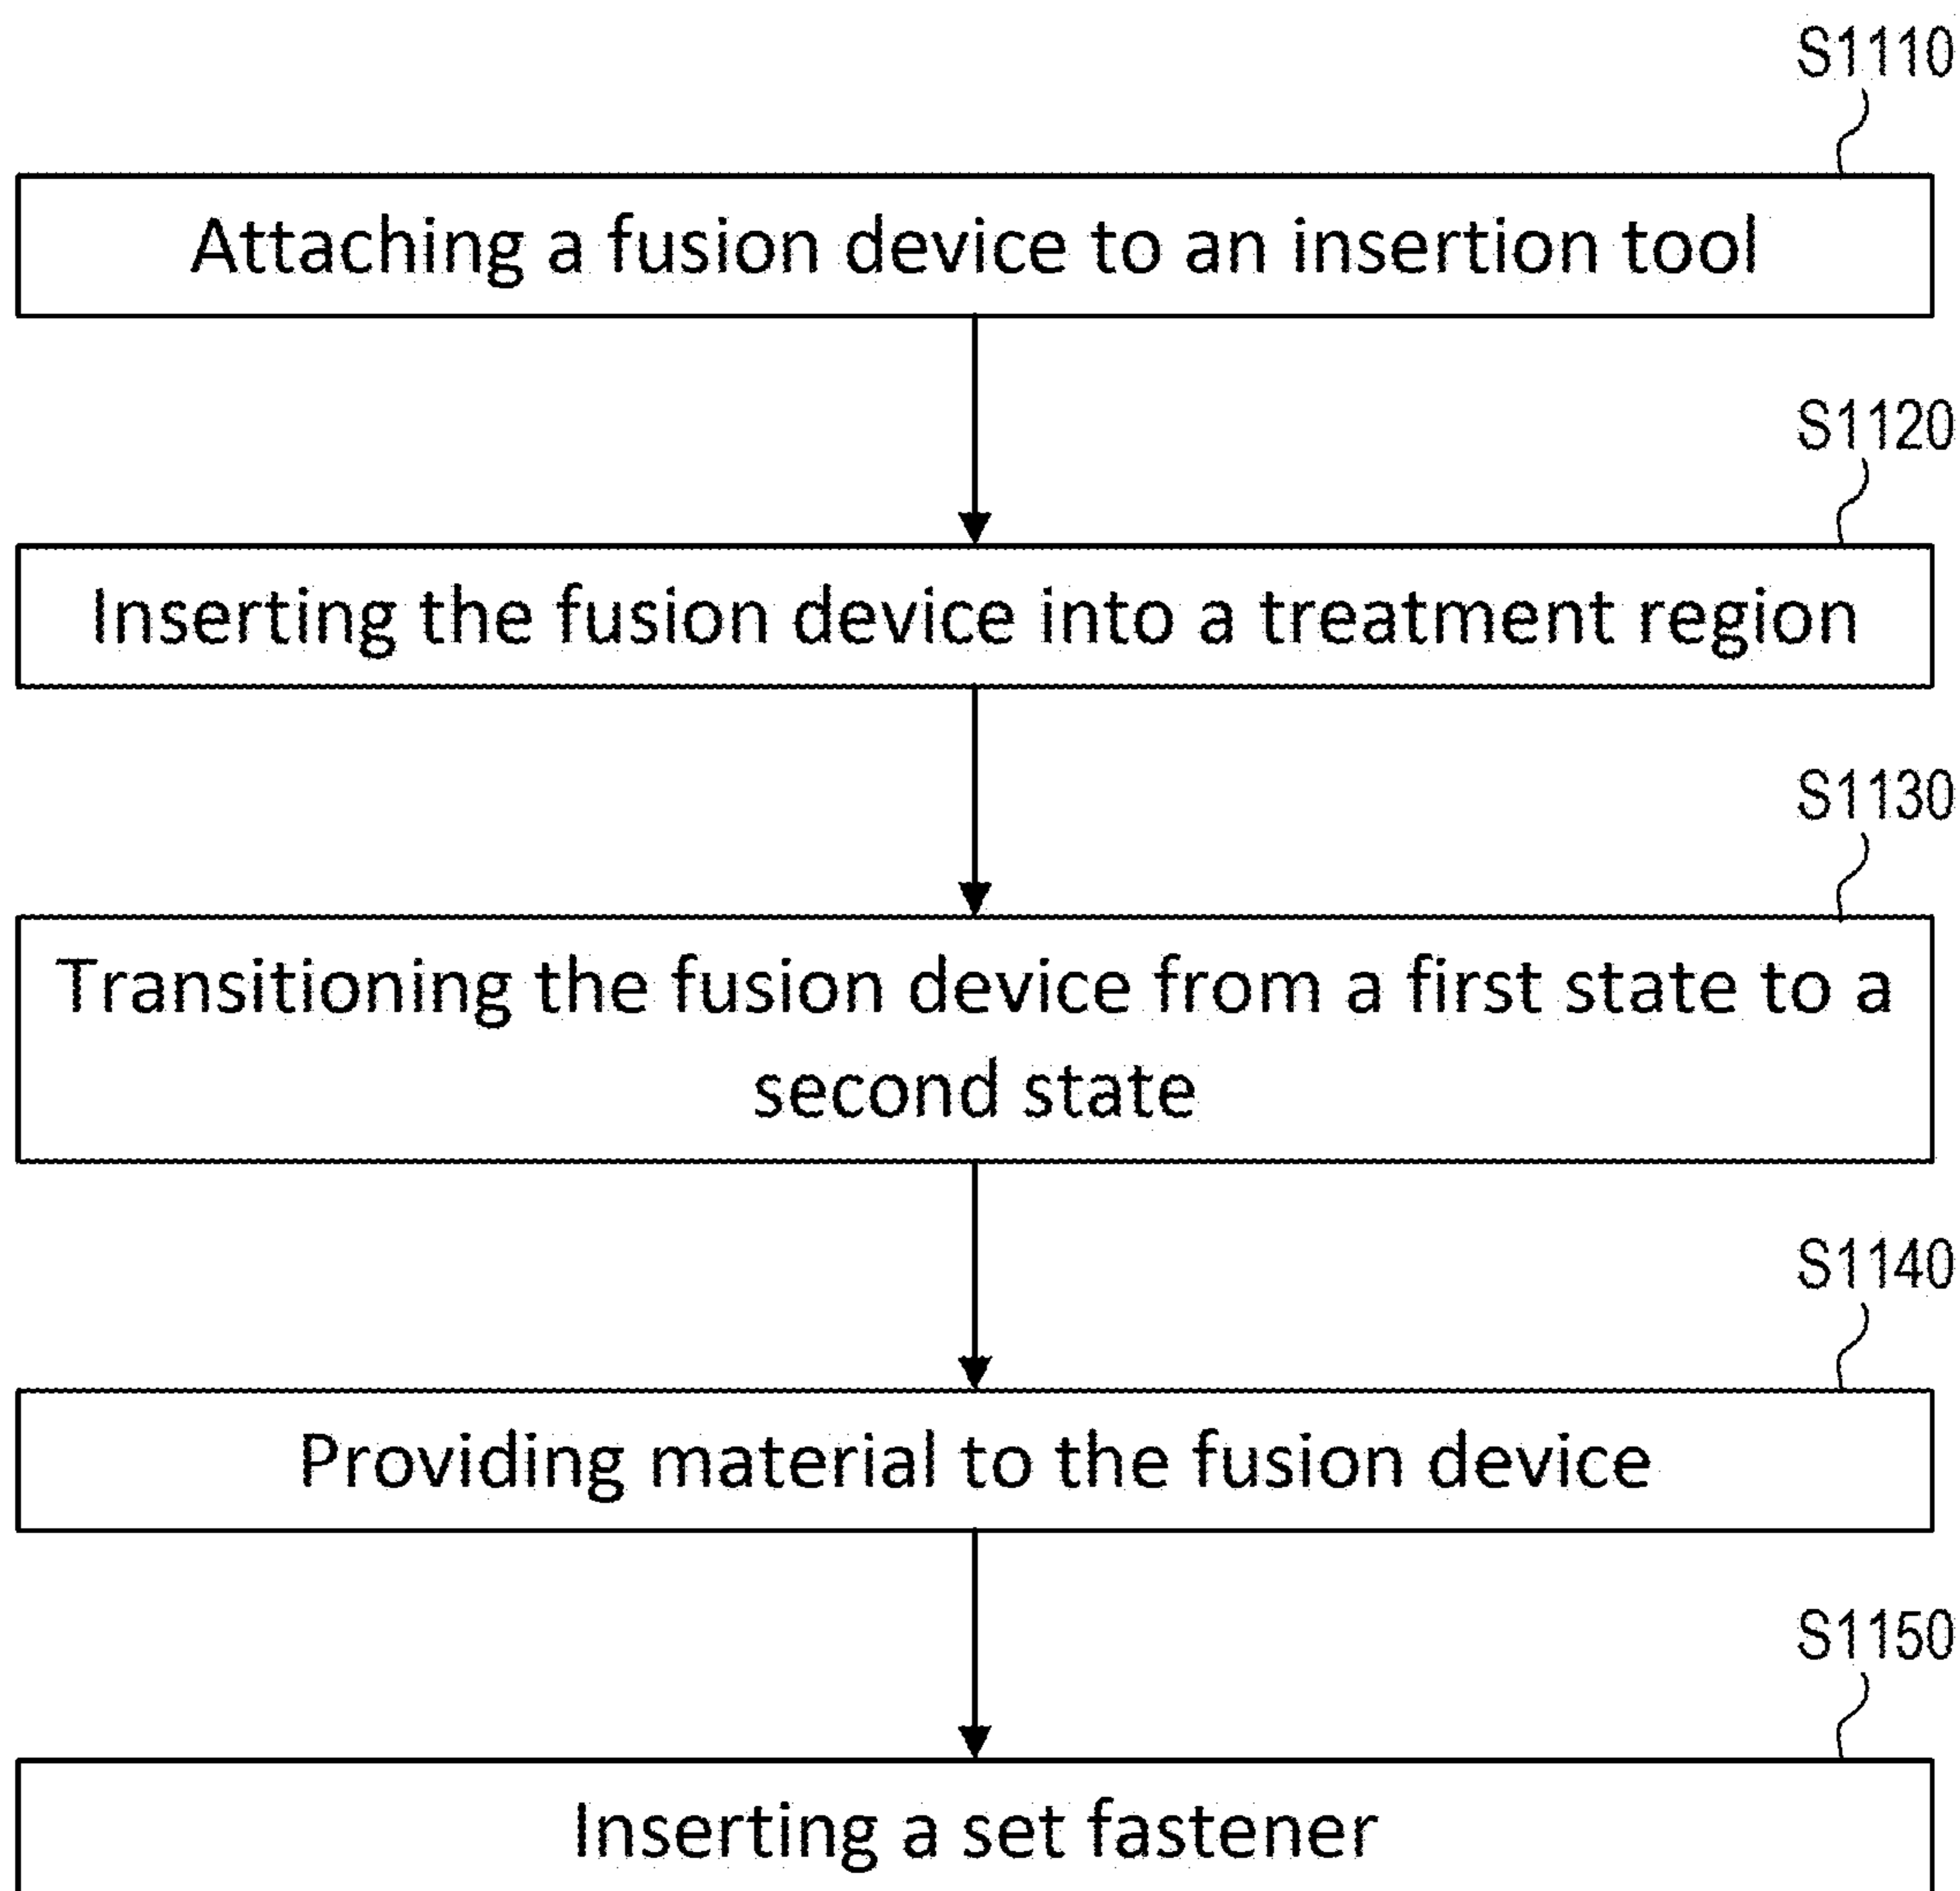 S1110
Attaching a fusion device to an insertion tool
S1120
Inserting the fusion device into a treatment region
S1130
Transitioning the fusion device from a first state to a
second state
S1140
Providing material to the fusion device
S1150
Inserting a set fastener